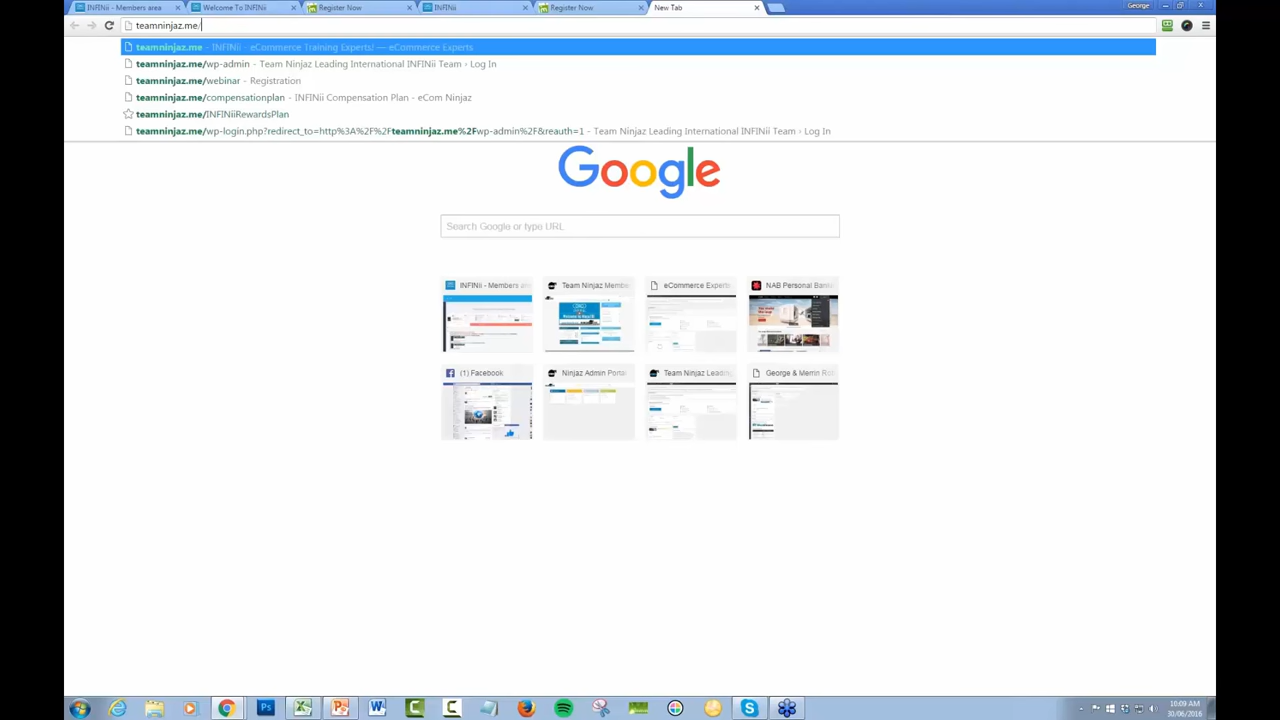 INFINii - Members area
Welcome To INFINii
Register Now
INFINii
Register Now
New Tab
George
teamninjaz.me/
teamninjaz.me - INFINii - eCommerce Training Experts! — eCommerce Experts
teamninjaz.me/wp-admin - Team Ninjaz Leading International INFINii Team › Log In
teamninjaz.me/webinar - Registration
teamninjaz.me/compensationplan - INFINii Compensation Plan - eCom Ninjaz
teamninjaz.me/INFINiiRewardsPlan
teamninjaz.me/wp-login.php?redirect_to=http%3A%2F%2Fteamninjaz.me%2Fwp-admin%2F&reauth=1 - Team Ninjaz Leading International INFINii Team › Log In
Google
Search Google or type URL
INFINii - Members
Team Ninjaz Membe
eCommerce Experts
NAB Personal Bank
(1) Facebook
Ninjaz Admin Porta
Team Ninjaz Leading
George & Merrin
10:09 AM
30/06/2016